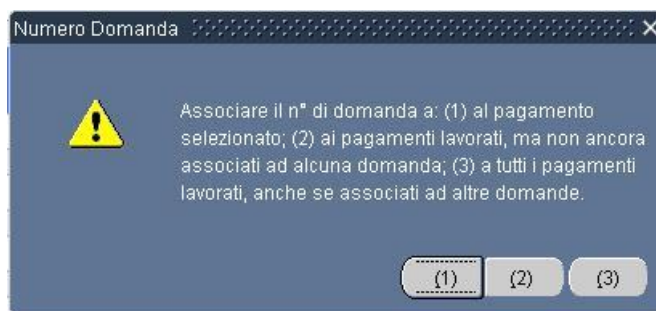 Numero Domanda
Associare il n° di domanda a: (1) al pagamento
selezionato; (2) ai pagamenti lavorati, ma non ancora
associati ad alcuna domanda; (3) a tutti i pagamenti
lavorati, anche se associati ad altre domande.
(1) (2) (3)